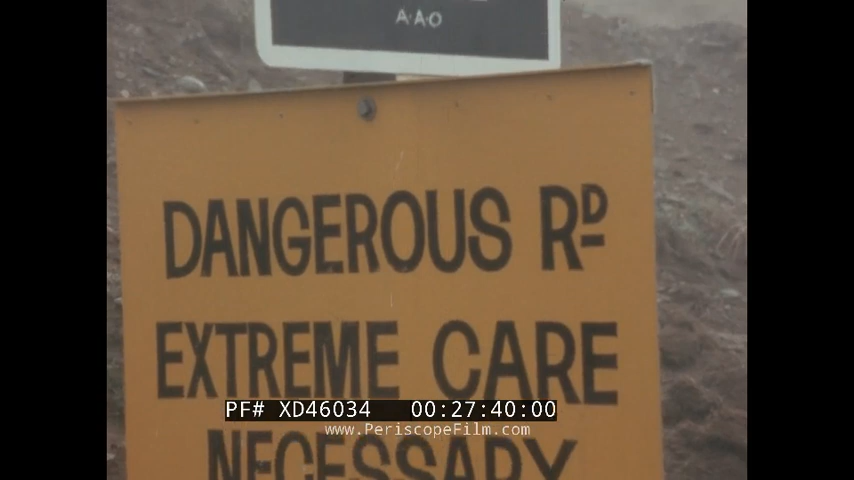 AAO
DANGEROUS RD
EXTREME CARE
PF# XD46034 00:27:40:00
www.PeriscopeFilm.com
NECESSARY